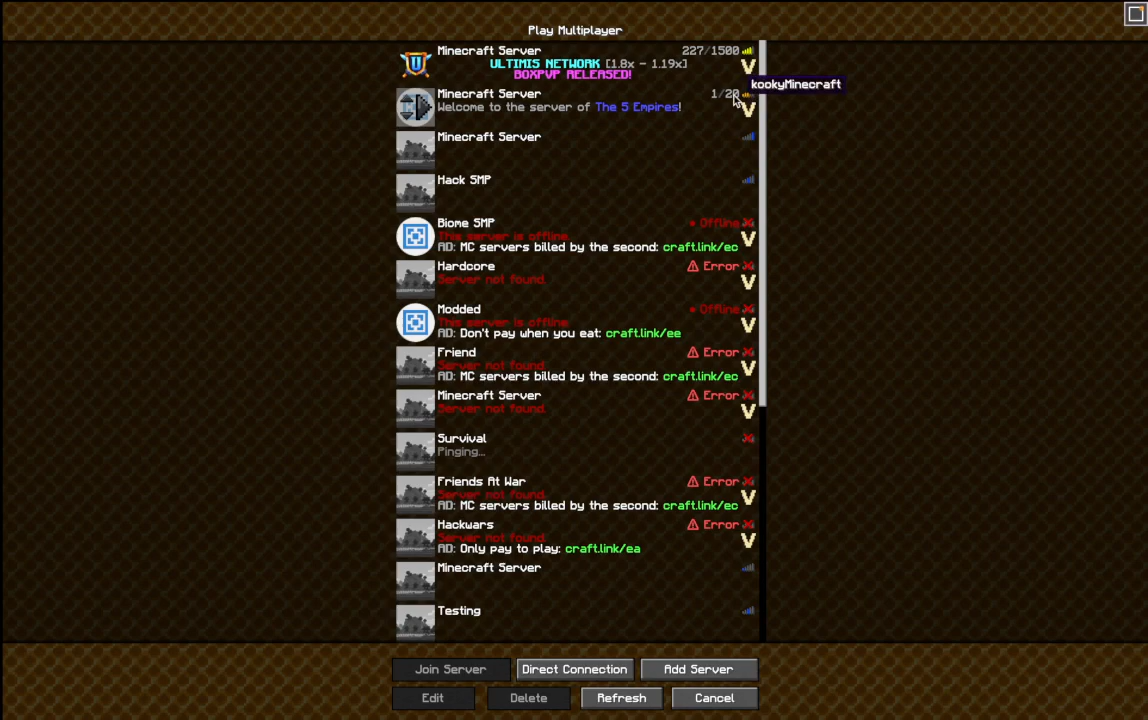 Play Multiplayer
Minecraft Server 227/1500
ULTIMIS NETWORK [1.8x - 1.19x]
BOXPVP RELEASED!
kookyMinecraft
Minecraft Server 1/20
Welcome to the server of The 5 Empires!
Minecraft Server
Hack SMP
Biome SMP • Offline
This server is offline.
AD: MC servers billed by the second: craft.link/ec
Hardcore ⚠ Error
Server not found.
Modded • Offline
This server is offline.
AD: Don't pay when you eat: craft.link/ee
Friend ⚠ Error
Server not found.
AD: MC servers billed by the second: craft.link/ec
Minecraft Server ⚠ Error
Server not found.
Survival
Pinging...
Friends At War ⚠ Error
Server not found.
AD: MC servers billed by the second: craft.link/ec
Hackwars ⚠ Error
Server not found.
AD: Only pay to play: craft.link/ea
Minecraft Server
Testing
Join Server Direct Connection Add Server
Edit Delete Refresh Cancel